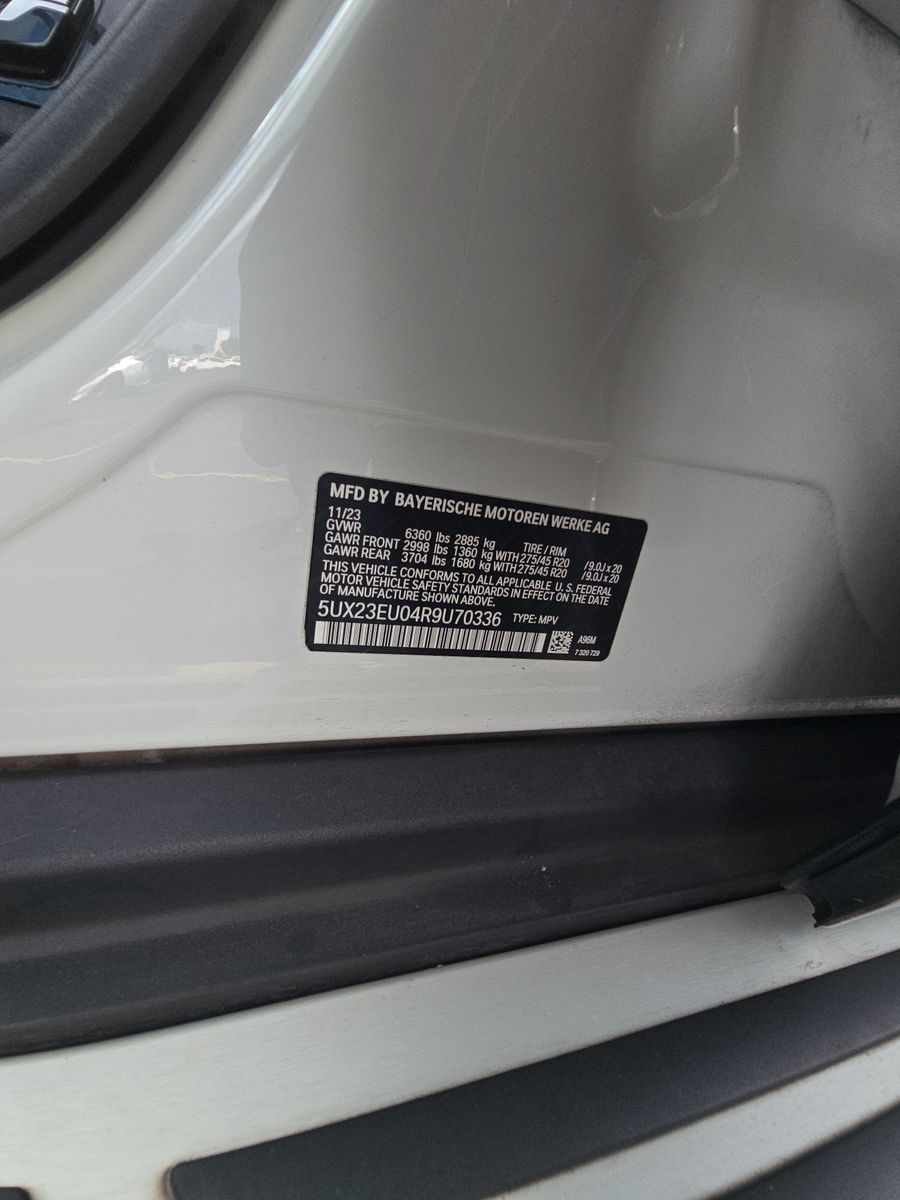 MFD BY BAYERISCHE MOTOREN WERKE AG
11/23
GVWR 6360 lbs 2885 kg TIRE / RIM
GAWR FRONT 2998 lbs 1360 kg WITH 275/45 R20 / 9.0J x 20
GAWR REAR 3704 lbs 1680 kg WITH 275/45 R20 / 9.0J x 20
THIS VEHICLE CONFORMS TO ALL APPLICABLE U. S. FEDERAL
MOTOR VEHICLE SAFETY STANDARDS IN EFFECT ON THE DATE
OF MANUFACTURE SHOWN ABOVE.
5UX23EU04R9U70336 TYPE: MPV
A96M
7 320 729